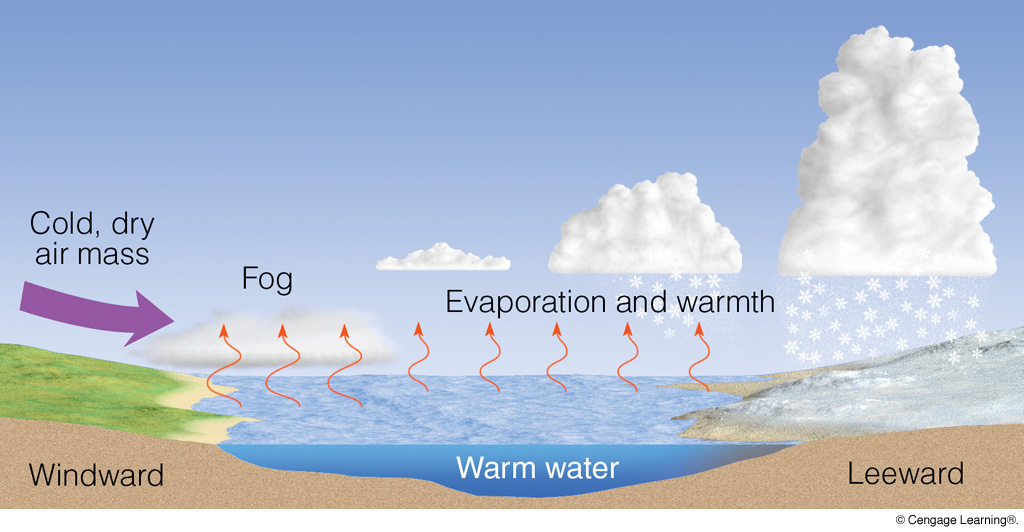 Cold, dry
air mass
Fog
Evaporation and warmth
Windward
Warm water
Leeward
© Cengage Learning®.